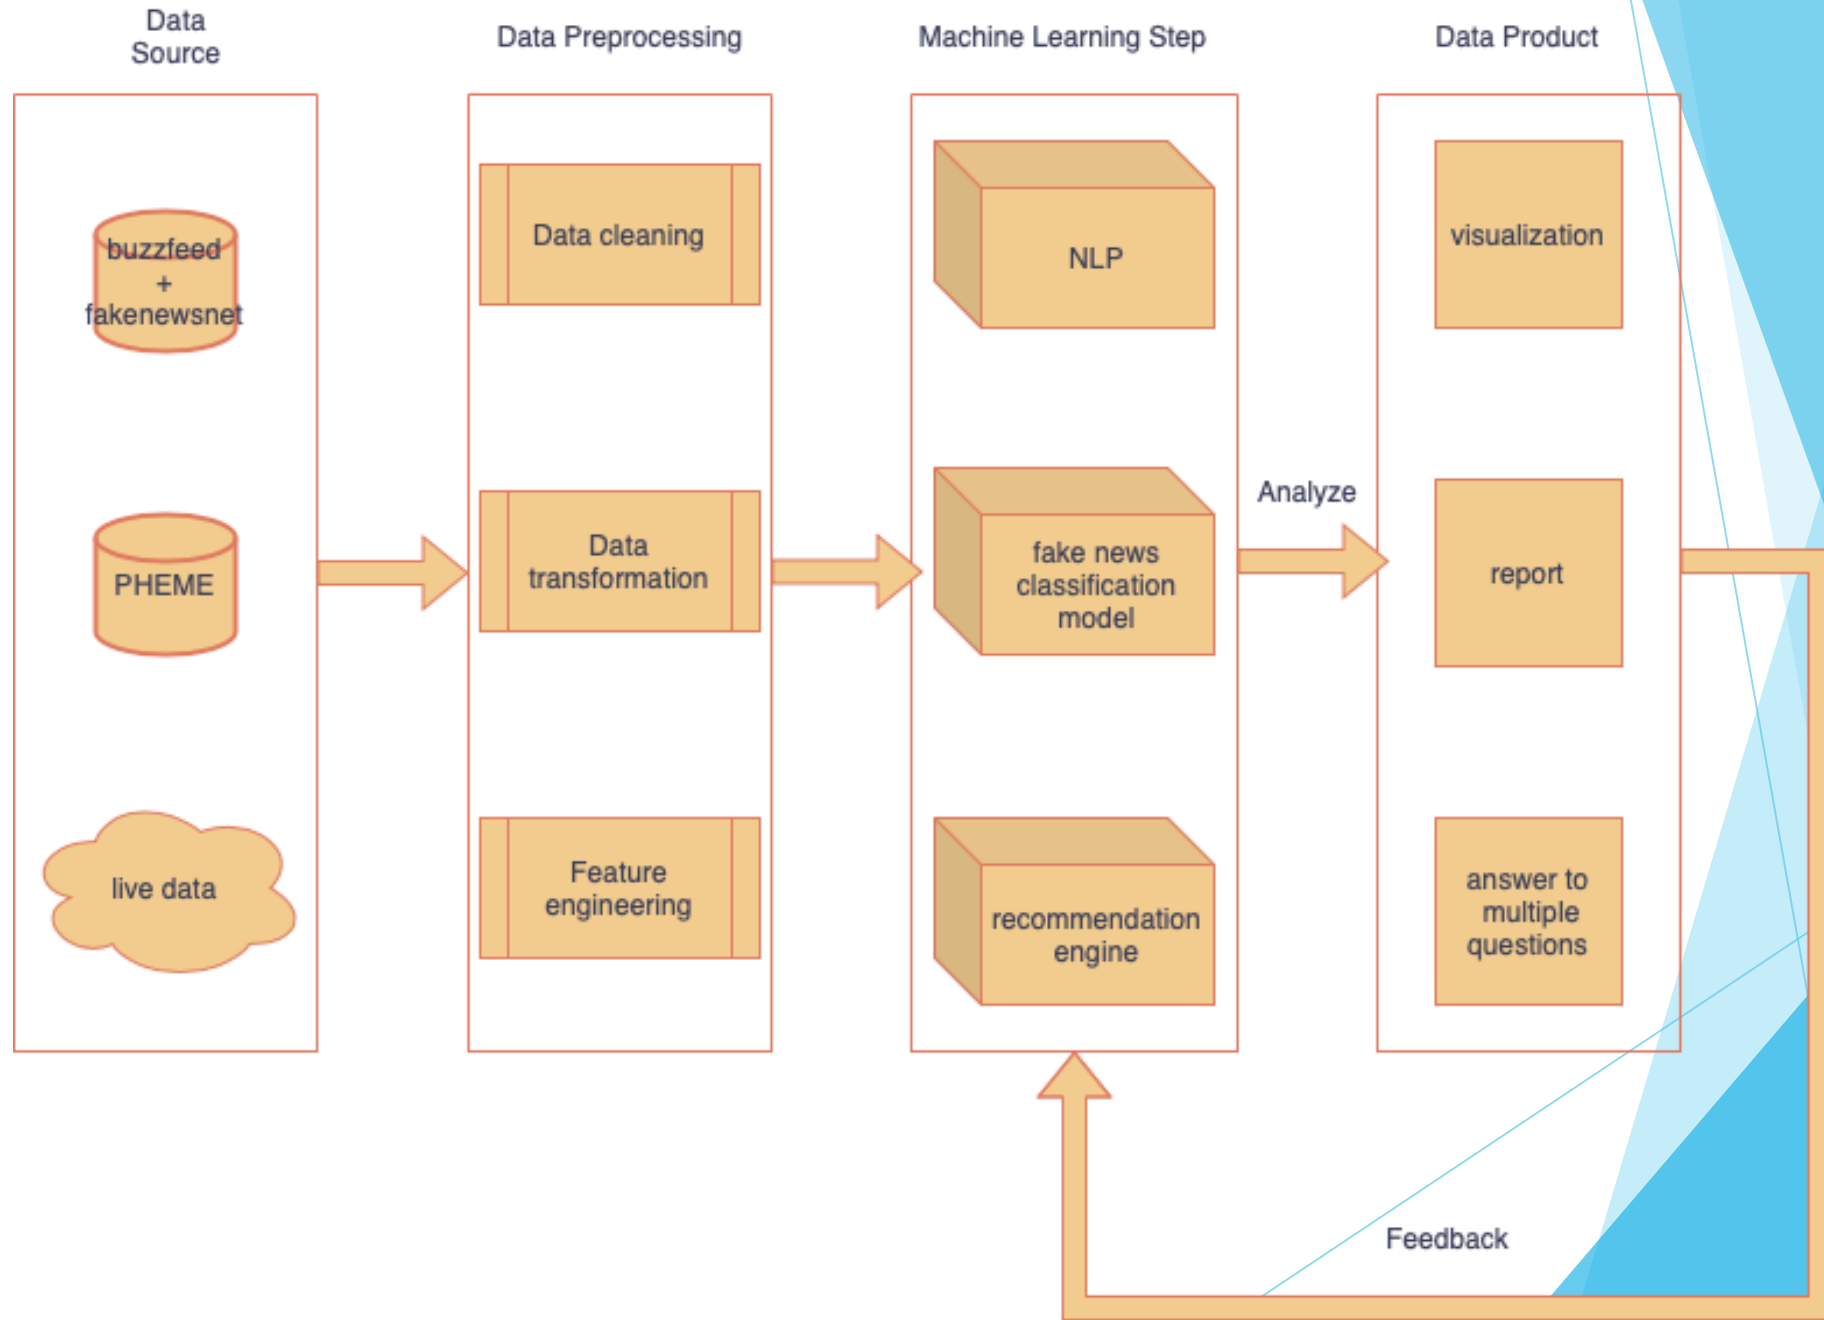 Data
Source
Data Preprocessing
Machine Learning Step
Data Product
buzzfeed
+
fakenewsnet
PHEME
live data
Data cleaning
Data
transformation
Feature
engineering
NLP
fake news
classification
model
recommendation
engine
Analyze
visualization
report
answer to
multiple
questions
Feedback